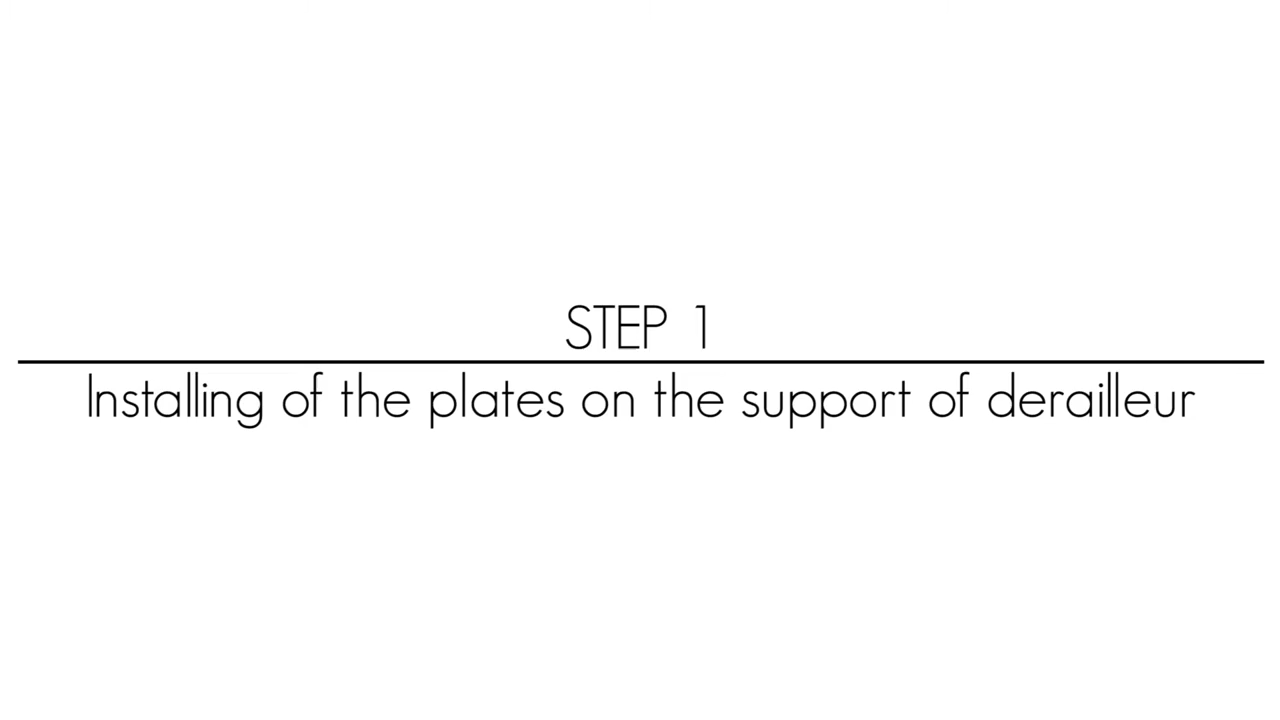 STEP 1
Installing of the plates on the support of derailleur